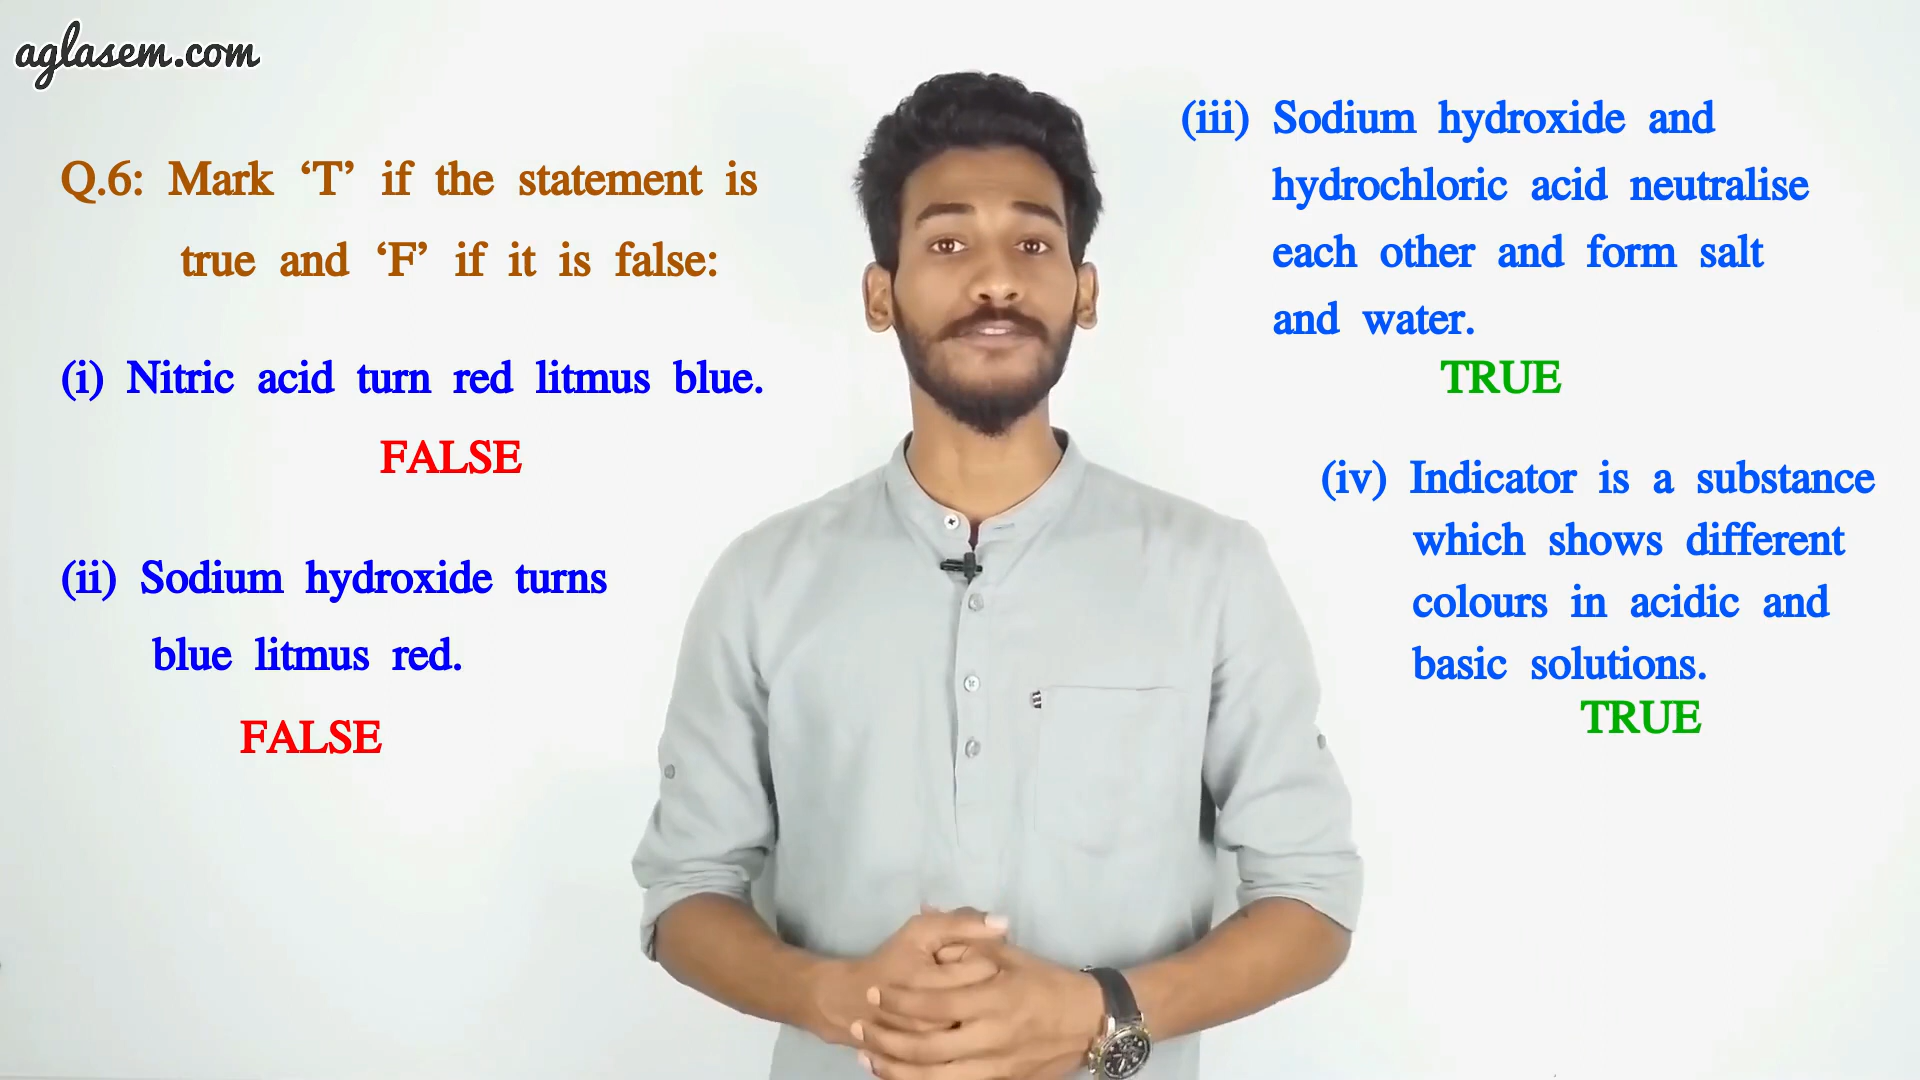 aglasem.com
Q.6: Mark ‘T’ if the statement is
true and ‘F’ if it is false:
(i) Nitric acid turn red litmus blue.
FALSE
(ii) Sodium hydroxide turns
blue litmus red.
FALSE
(iii) Sodium hydroxide and
hydrochloric acid neutralise
each other and form salt
and water.
TRUE
(iv) Indicator is a substance
which shows different
colours in acidic and
basic solutions.
TRUE